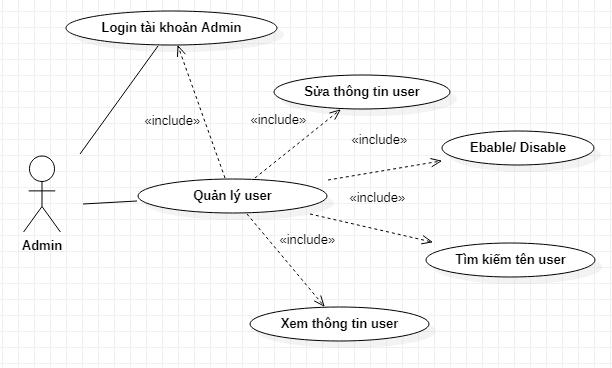 Login tài khoản Admin
Sửa thông tin user
«include»
«include»
«include»
Ebable/ Disable
Quản lý user
«include»
Admin
«include»
Tìm kiếm tên user
Xem thông tin user